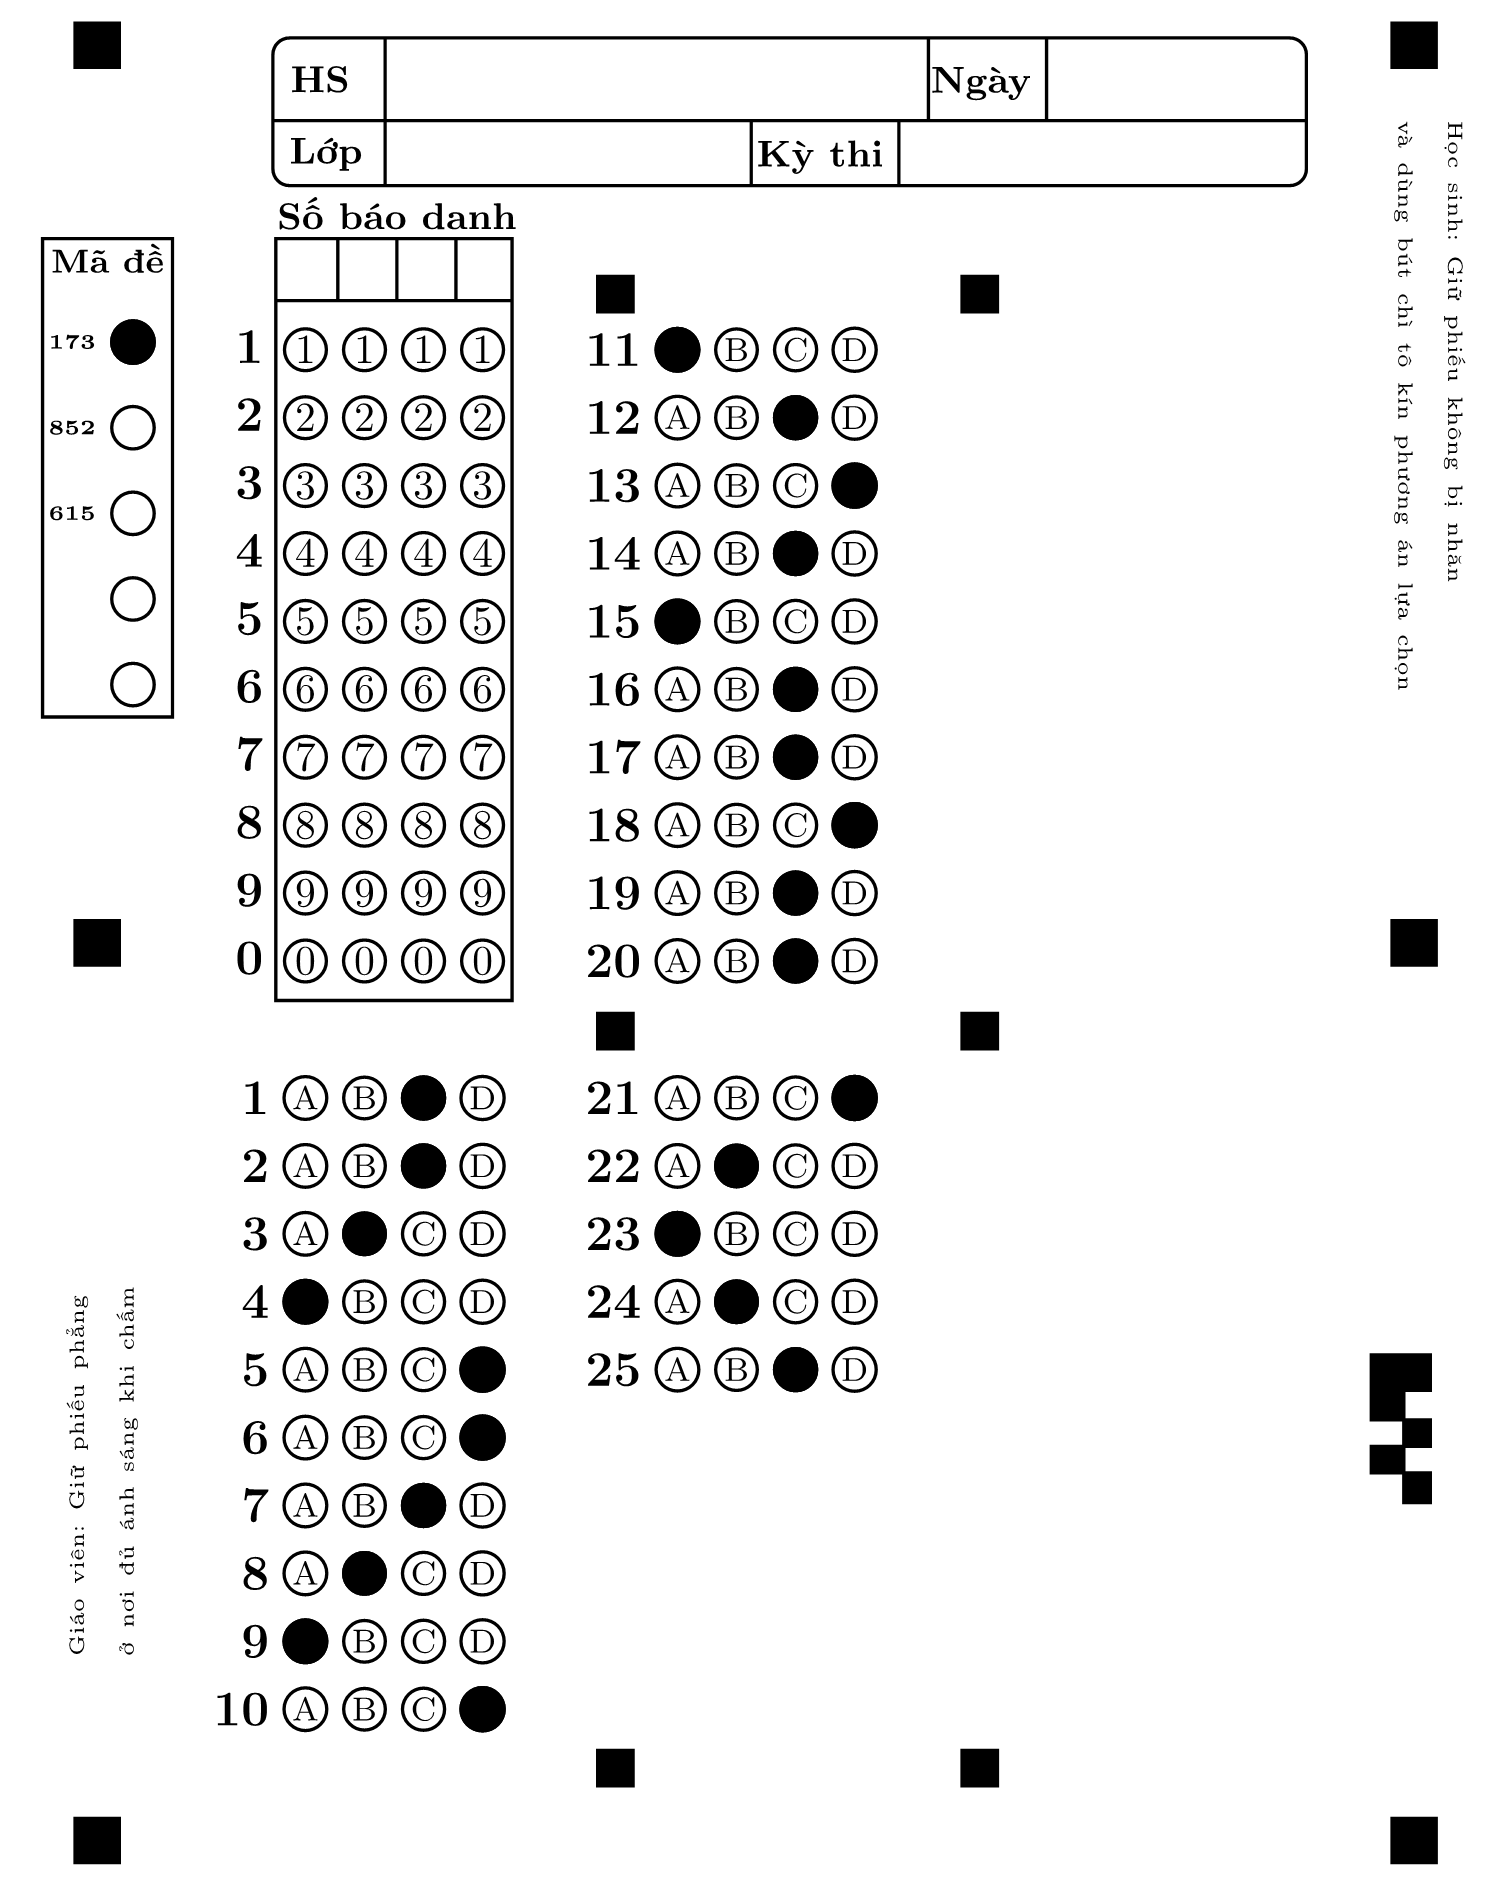 HS Ngày
Lớp Kỳ thi
Số báo danh
Mã đề
173
852
615
1 1 1 1 1
2 2 2 2 2
3 3 3 3 3
4 4 4 4 4
5 5 5 5 5
6 6 6 6 6
7 7 7 7 7
8 8 8 8 8
9 9 9 9 9
0 0 0 0 0
11 B C D
12 A B D
13 A B C
14 A B D
15 B C D
16 A B D
17 A B D
18 A B C
19 A B D
20 A B D
1 A B D
2 A B D
3 A C D
4 B C D
5 A B C
6 A B C
7 A B D
8 A C D
9 B C D
10 A B C
21 A B C
22 A C D
23 B C D
24 A C D
25 A B D
Học sinh: Giữ phiếu không bị nhăn
và dùng bút chì tô kín phương án lựa chọn
Giáo viên: Giữ phiếu phẳng
ở nơi đủ ánh sáng khi chấm